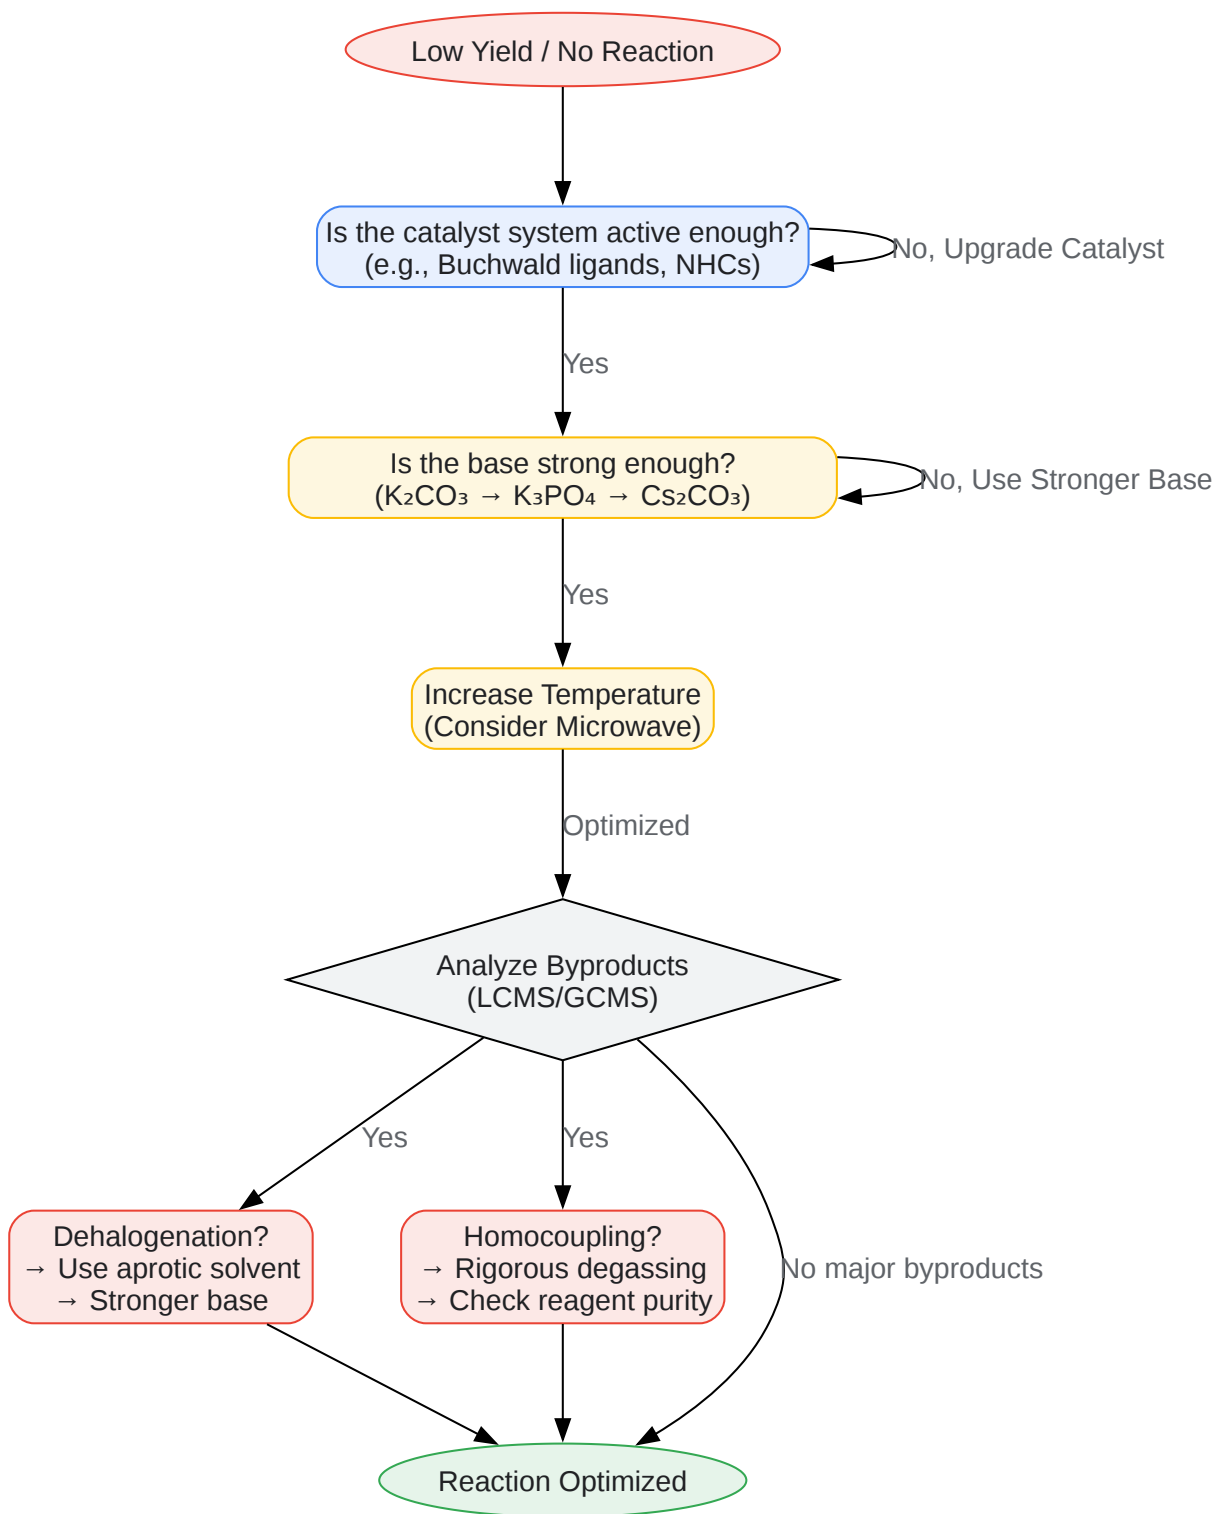 Low Yield / No Reaction
Is the catalyst system active enough?
(e.g., Buchwald ligands, NHCs)
No, Upgrade Catalyst
Yes
Is the base strong enough?
(K₂CO₃ → K₃PO₄ → Cs₂CO₃)
No, Use Stronger Base
Yes
Increase Temperature
(Consider Microwave)
Optimized
Analyze Byproducts
(LCMS/GCMS)
Yes
Yes
Dehalogenation?
→ Use aprotic solvent
→ Stronger base
Homocoupling?
→ Rigorous degassing
→ Check reagent purity
No major byproducts
Reaction Optimized